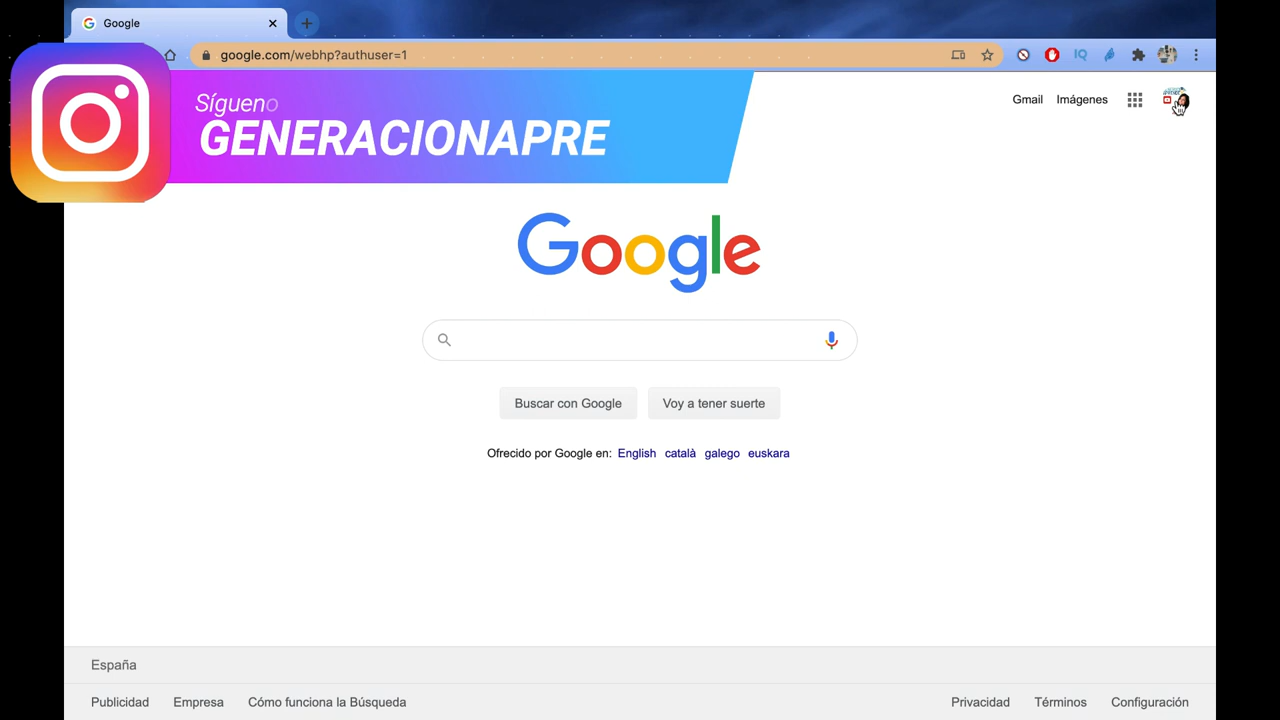 Google
google.com/webhp?authuser=1
IQ
Sígueno
GENERACIONAPRE
Gmail Imágenes
Google
Buscar con Google Voy a tener suerte
Ofrecido por Google en: English català galego euskara
España
Publicidad Empresa Cómo funciona la Búsqueda Privacidad Términos Configuración